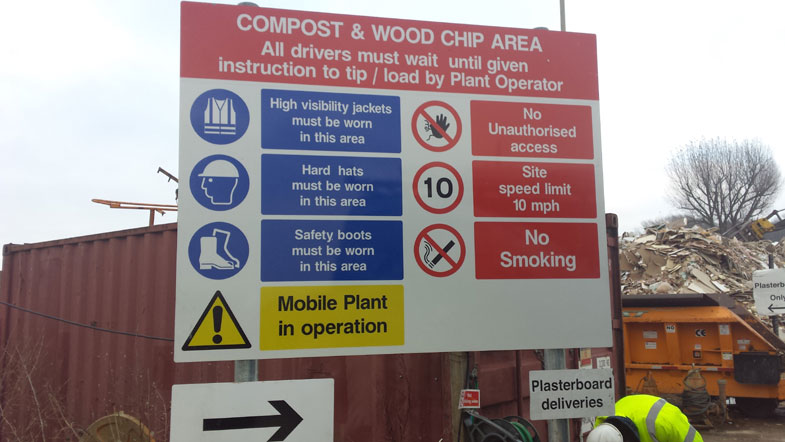 COMPOST & WOOD CHIP AREA
All drivers must wait until given
instruction to tip / load by Plant Operator
High visibility jackets
must be worn
in this area
No
Unauthorised
access
Hard hats
must be worn
in this area
10
Site
speed limit
10 mph
Safety boots
must be worn
in this area
No
Smoking
Mobile Plant
in operation
Plasterboard
deliveries
Plasterbo
Only